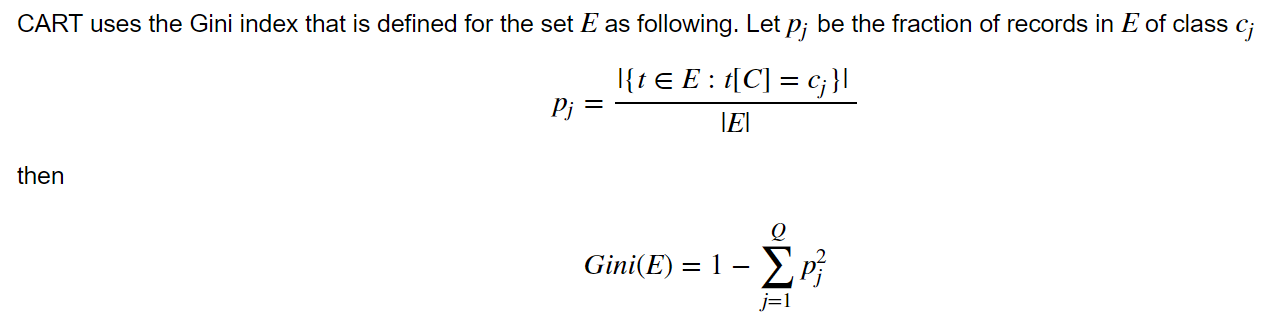 CART uses the Gini index that is defined for the set E as following. Let p_j be the fraction of records in E of class c_j
p_j = |{t ∈ E : t[C] = c_j}| / |E|
then
Gini(E) = 1 − ∑_{j=1}^{Q} p_j^2